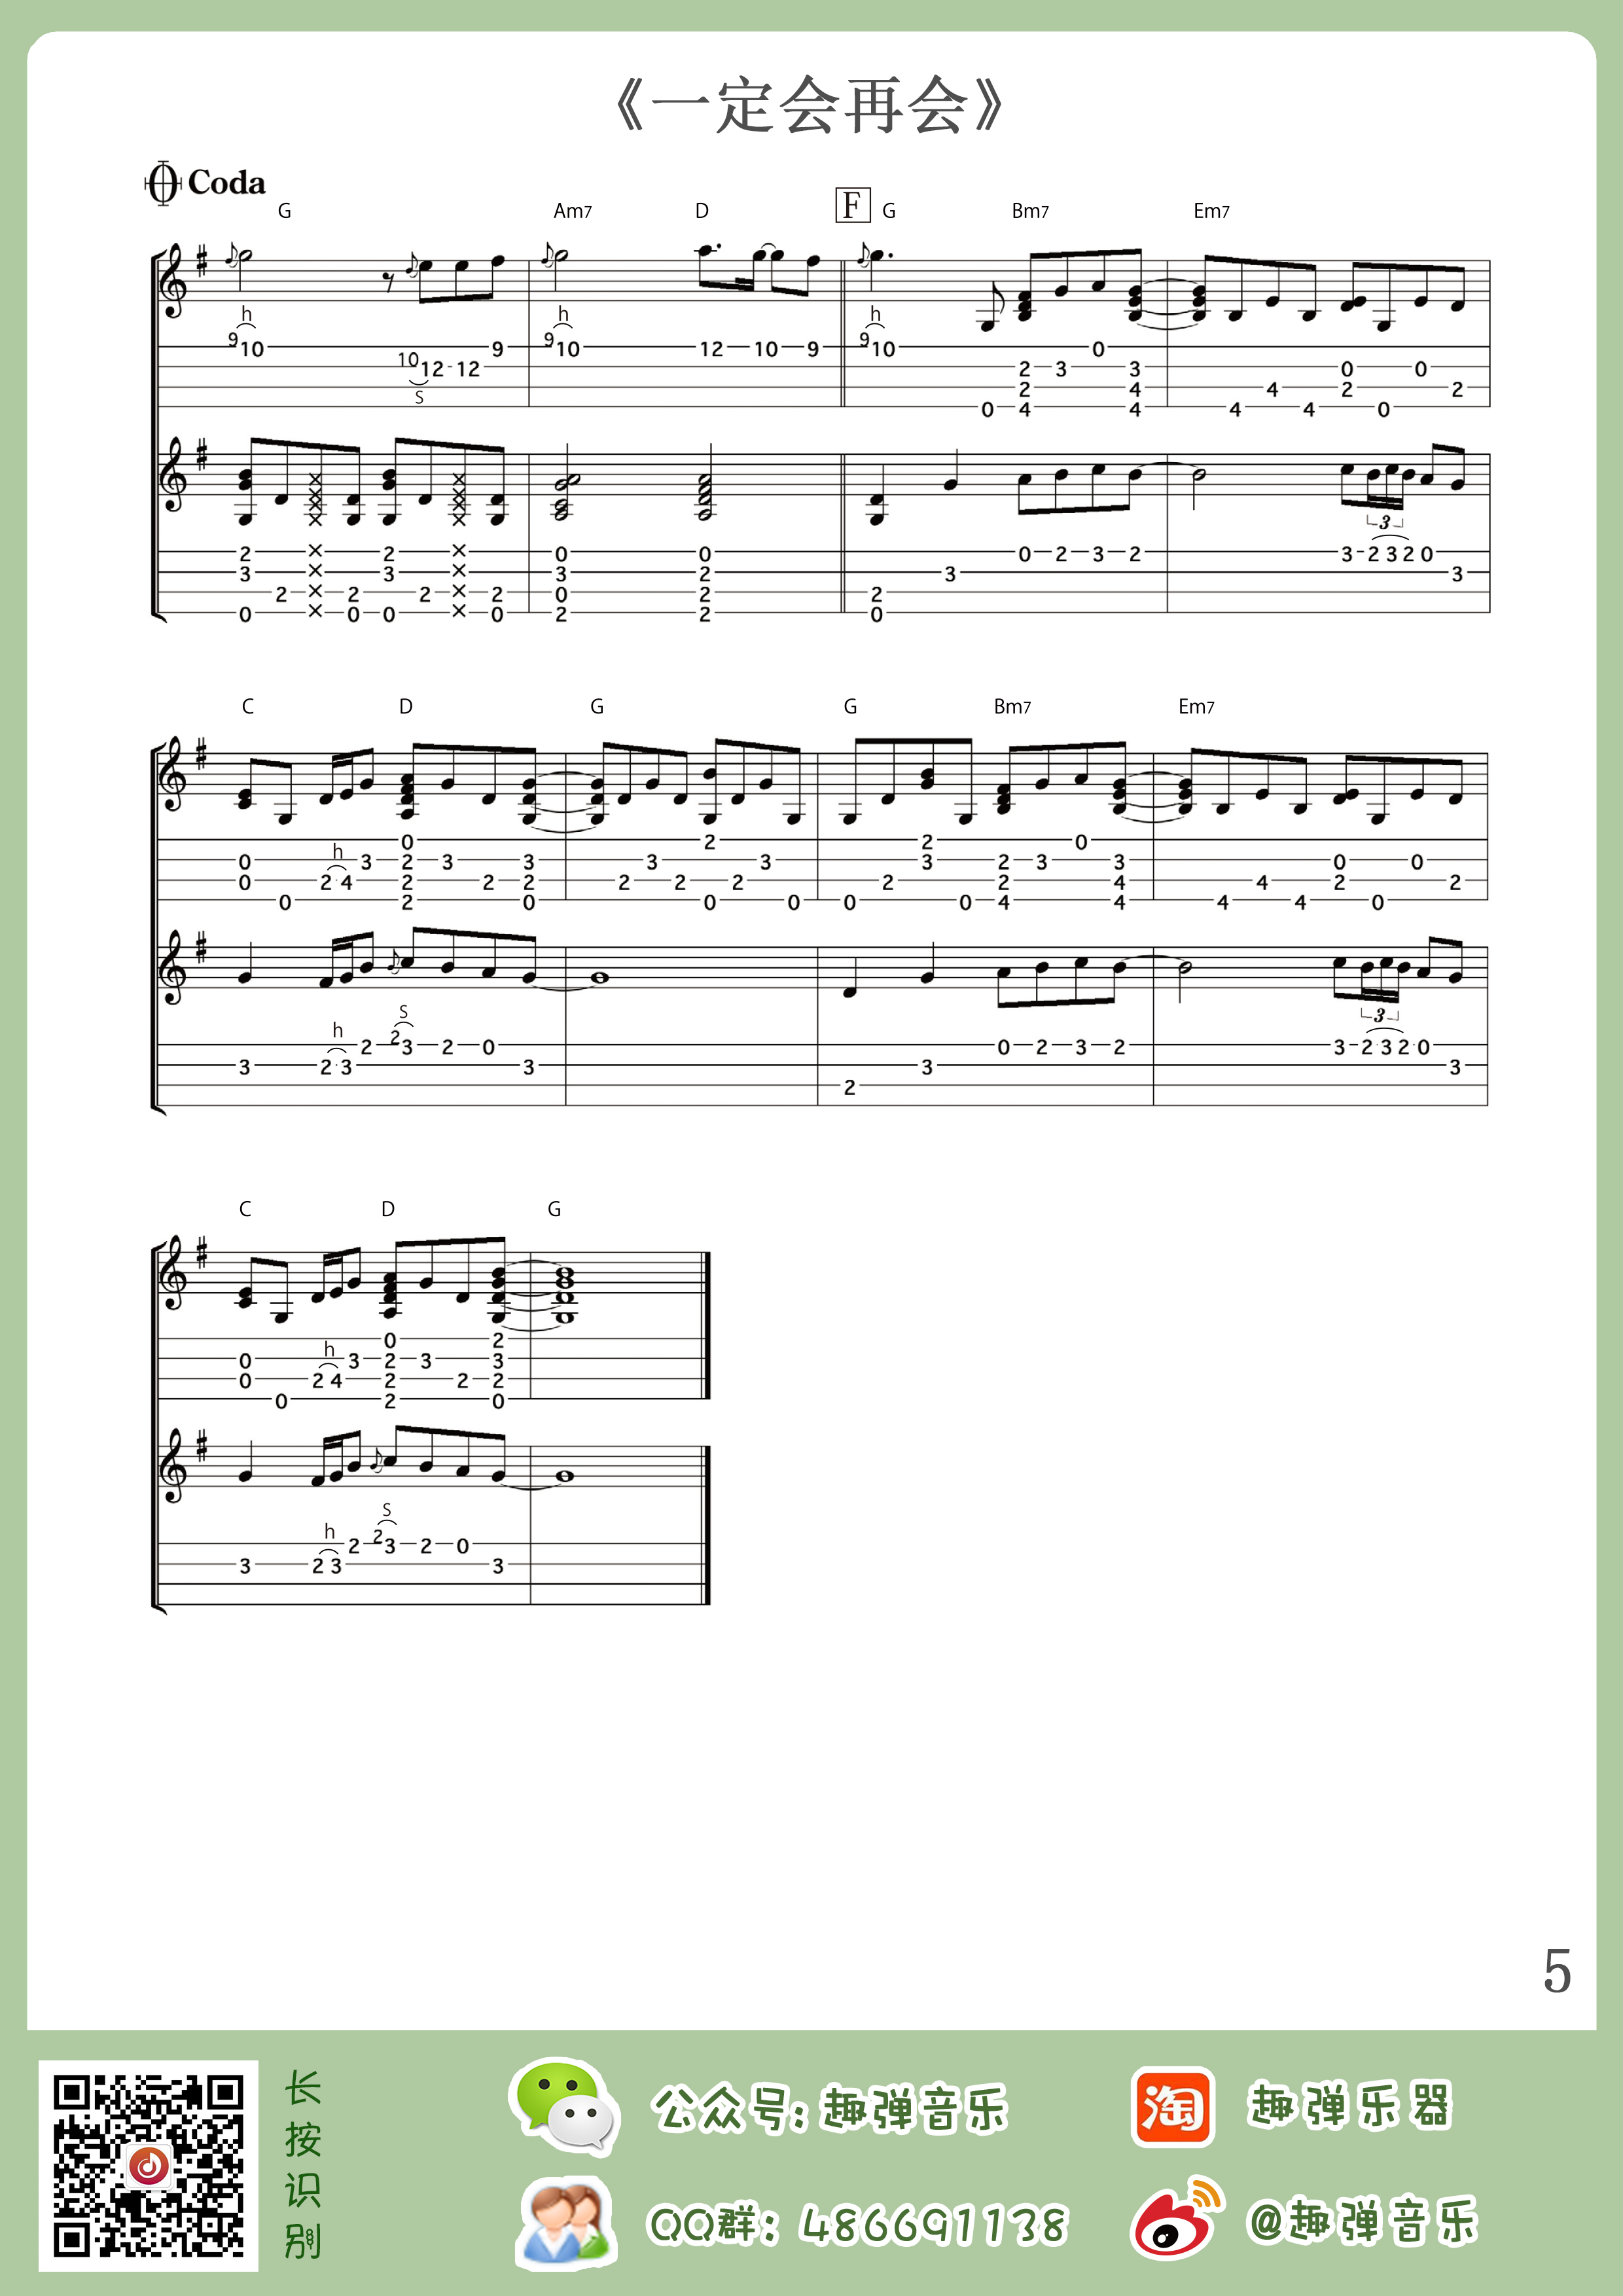 《一定会再会》
Coda
G Am7 D F G Bm7 Em7
h h h
9 10 10 12 12 9 9 10 12 10 9 9 10 0
2 3 3 0 0
2 4 4 2 2
0 4 4 4 4 0
S
3
2 2 0 0 0 2 3 2 3 2 3 2 0
3 3 3 2 3 3
2 2 2 2 0 2 2
0 0 0 0 2 2 0
C D G G Bm7 Em7
0 2 2 0
h
0 3 2 3 3 3 3 3 2 3 3 0 0
0 2 4 2 2 2 2 2 2 2 2 4 4 2 2
0 2 0 0 0 0 0 4 4 4 4 0
3
h S
2 2 3 2 0 0 2 3 2 3 2 3 2 0
3 2 3 3 3 3
2
C D G
0 2
h
0 3 2 3 3
0 2 4 2 2 2
0 2 0
h S
2 2 3 2 0
3 2 3 3
5
长按识别
公众号: 趣弹音乐
淘 趣弹乐器
QQ群: 486691138
@趣弹音乐